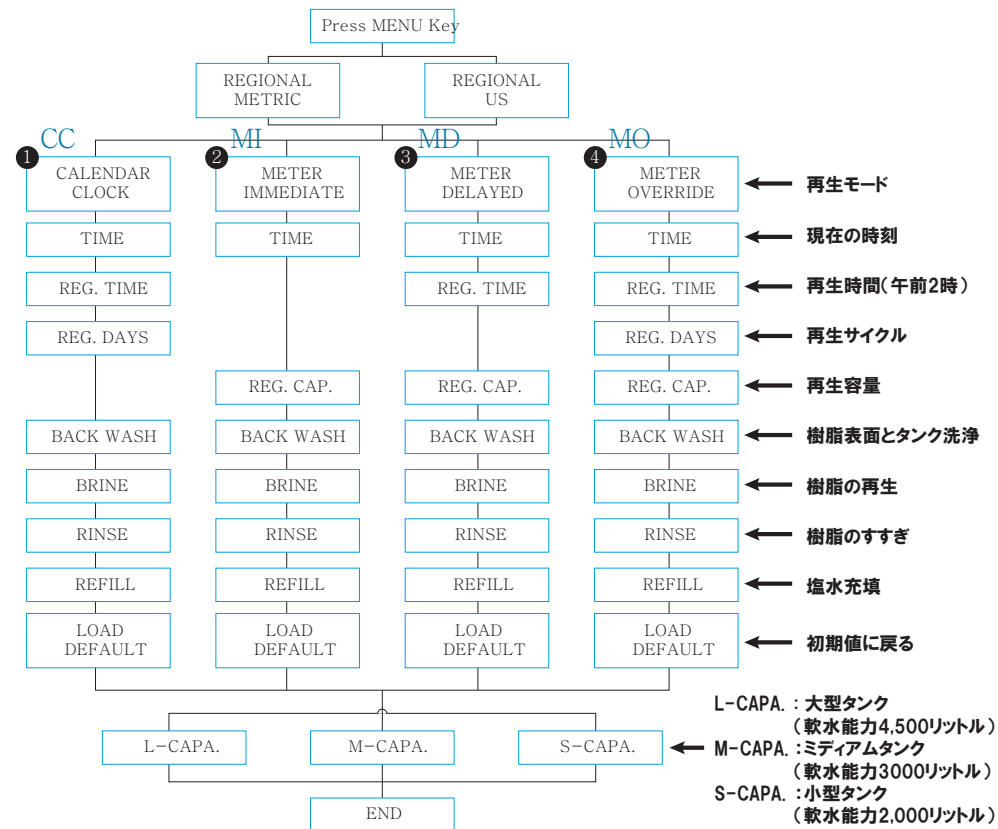 Press MENU Key
REGIONAL
METRIC
REGIONAL
US
CC
MI
MD
MO
1
CALENDAR
CLOCK
2
METER
IMMEDIATE
3
METER
DELAYED
4
METER
OVERRIDE
再生モード
TIME
TIME
TIME
TIME
現在の時刻
REG. TIME
REG. TIME
REG. TIME
再生時間(午前2時)
REG. DAYS
REG. DAYS
再生サイクル
REG. CAP.
REG. CAP.
REG. CAP.
再生容量
BACK WASH
BACK WASH
BACK WASH
BACK WASH
樹脂表面とタンク洗浄
BRINE
BRINE
BRINE
BRINE
樹脂の再生
RINSE
RINSE
RINSE
RINSE
樹脂のすすぎ
REFILL
REFILL
REFILL
REFILL
塩水充填
LOAD
DEFAULT
LOAD
DEFAULT
LOAD
DEFAULT
LOAD
DEFAULT
初期値に戻る
L-CAPA.
M-CAPA.
S-CAPA.
L-CAPA. : 大型タンク
(軟水能力4,500リットル)
M-CAPA. :ミディアムタンク
(軟水能力3000リットル)
S-CAPA. :小型タンク
(軟水能力2,000リットル)
END